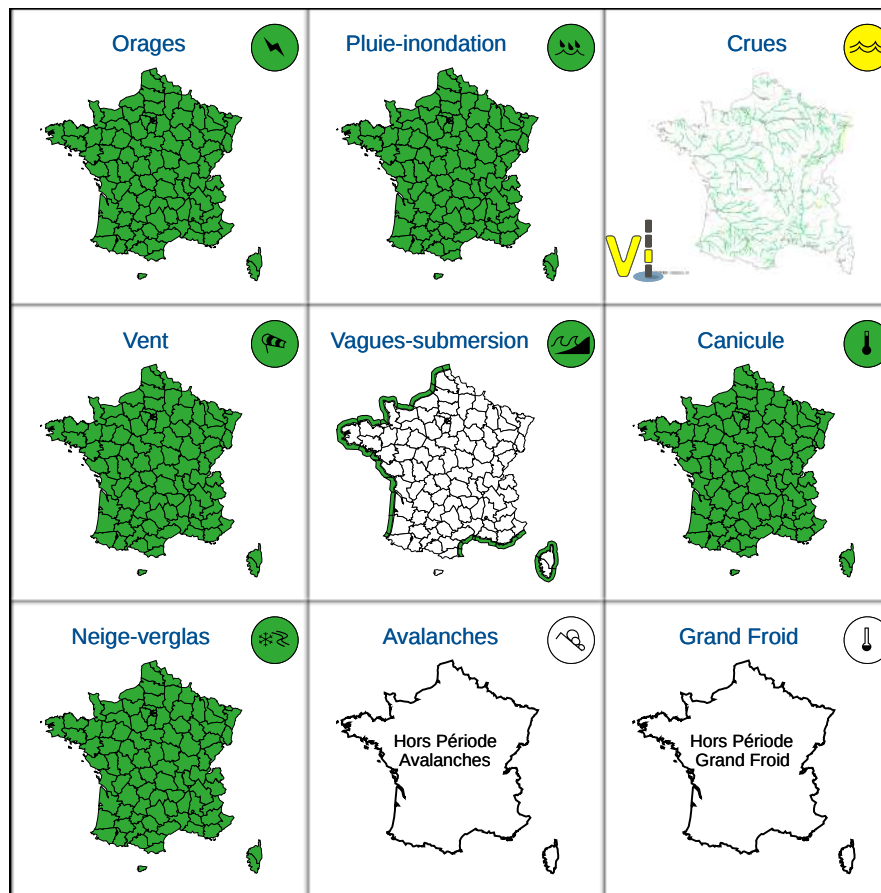 Orages
Pluie-inondation
Crues
Vent
Vagues-submersion
Canicule
Neige-verglas
Avalanches
Grand Froid
Hors Période
Avalanches
Hors Période
Grand Froid